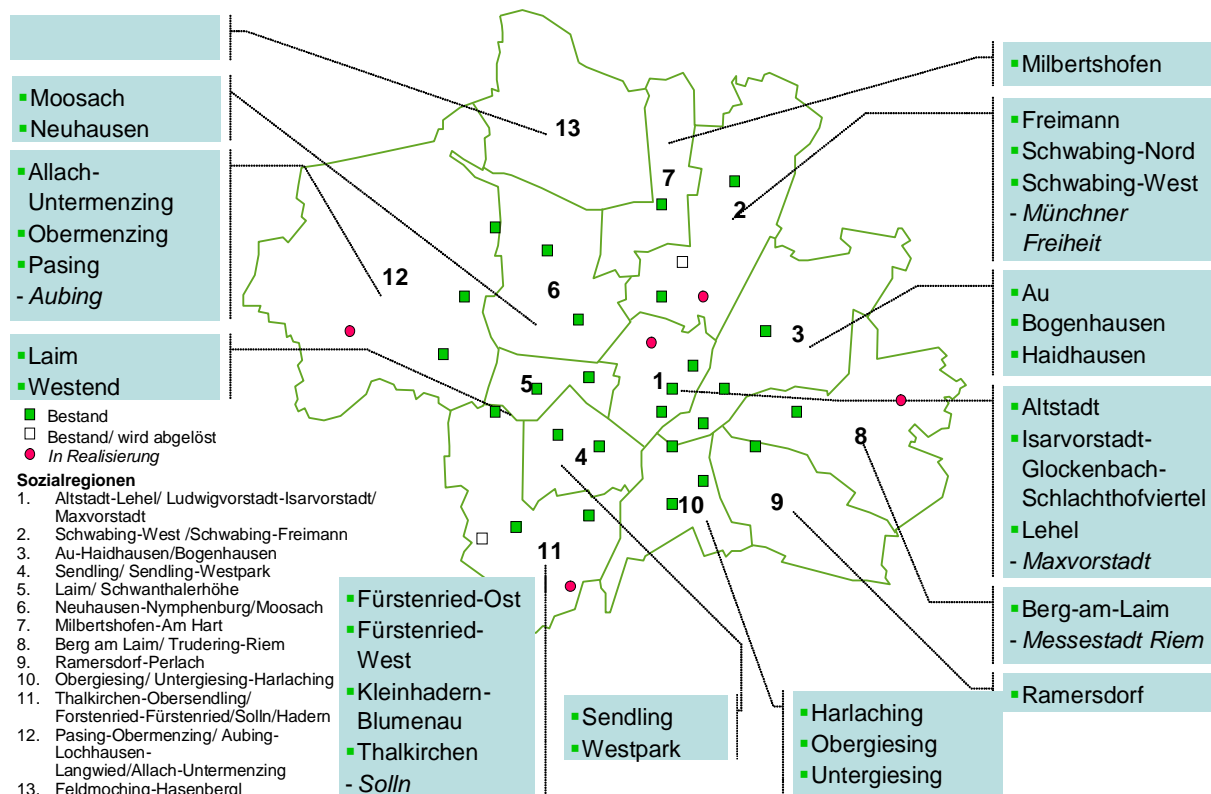 Moosach
Neuhausen
Allach-
Untermenzing
Obermenzing
Pasing
- Aubing
Laim
Westend
Bestand
Bestand/ wird abgelöst
In Realisierung
Sozialregionen
1. Altstadt-Lehel/ Ludwigvorstadt-Isarvorstadt/
Maxvorstadt
2. Schwabing-West /Schwabing-Freimann
3. Au-Haidhausen/Bogenhausen
4. Sendling/ Sendling-Westpark
5. Laim/ Schwanthalerhöhe
6. Neuhausen-Nymphenburg/Moosach
7. Milbertshofen-Am Hart
8. Berg am Laim/ Trudering-Riem
9. Ramersdorf-Perlach
10. Obergiesing/ Untergiesing-Harlaching
11. Thalkirchen-Obersendling/
Forstenried-Fürstenried/Solln/Hadern
12. Pasing-Obermenzing/ Aubing-
Lochhausen-
Langwied/Allach-Untermenzing
13. Feldmoching-Hasenbergl
13
7
2
12
6
3
5
1
8
4
10
9
11
Fürstenried-Ost
Fürstenried-
West
Kleinhadern-
Blumenau
Thalkirchen
- Solln
Sendling
Westpark
Harlaching
Obergiesing
Untergiesing
Milbertshofen
Freimann
Schwabing-Nord
Schwabing-West
- Münchner
Freiheit
Au
Bogenhausen
Haidhausen
Altstadt
Isarvorstadt-
Glockenbach-
Schlachthofviertel
Lehel
- Maxvorstadt
Berg-am-Laim
- Messestadt Riem
Ramersdorf